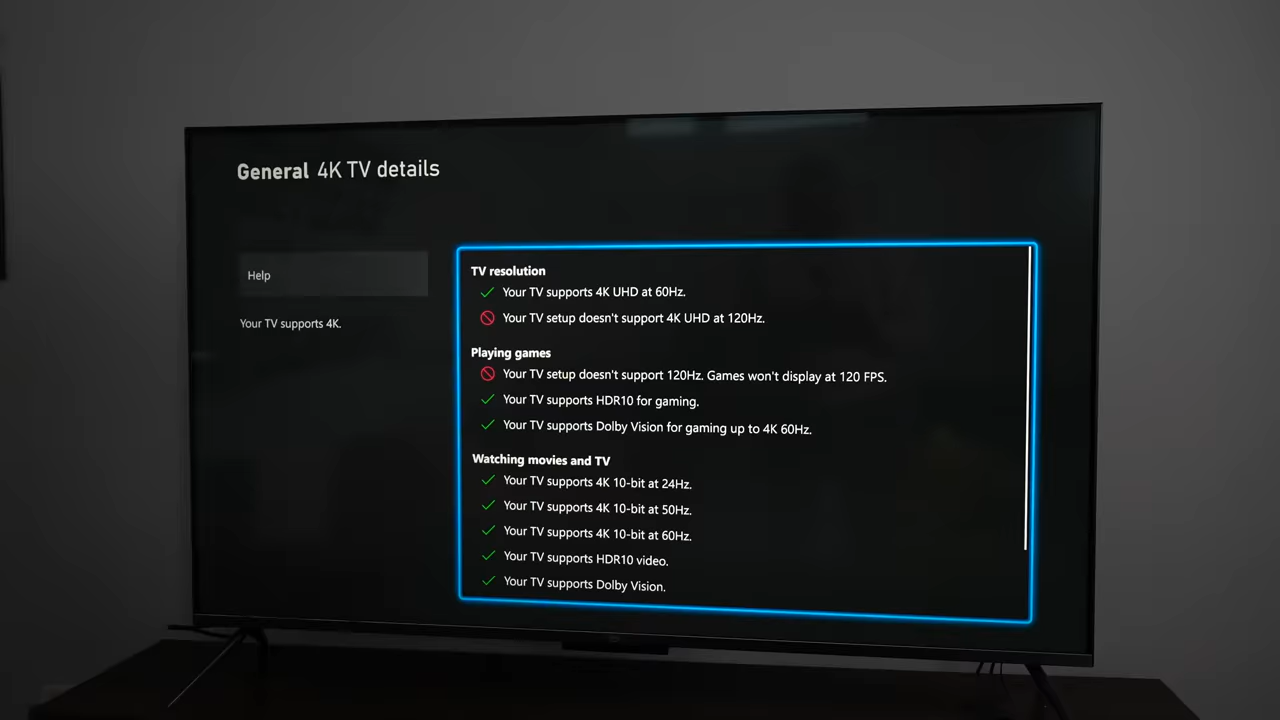 General 4K TV details
Help
Your TV supports 4K.
TV resolution
Your TV supports 4K UHD at 60Hz.
Your TV setup doesn't support 4K UHD at 120Hz.
Playing games
Your TV setup doesn't support 120Hz. Games won't display at 120 FPS.
Your TV supports HDR10 for gaming.
Your TV supports Dolby Vision for gaming up to 4K 60Hz.
Watching movies and TV
Your TV supports 4K 10-bit at 24Hz.
Your TV supports 4K 10-bit at 50Hz.
Your TV supports 4K 10-bit at 60Hz.
Your TV supports HDR10 video.
Your TV supports Dolby Vision.